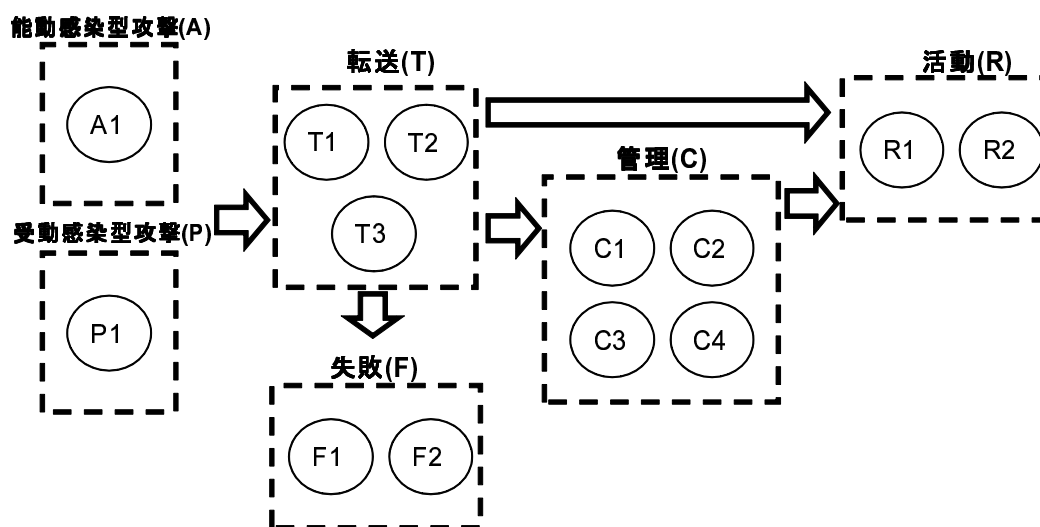 能動感染型攻撃(A)
A1
受動感染型攻撃(P)
P1
転送(T)
T1
T2
T3
失敗(F)
F1
F2
管理(C)
C1
C2
C3
C4
活動(R)
R1
R2